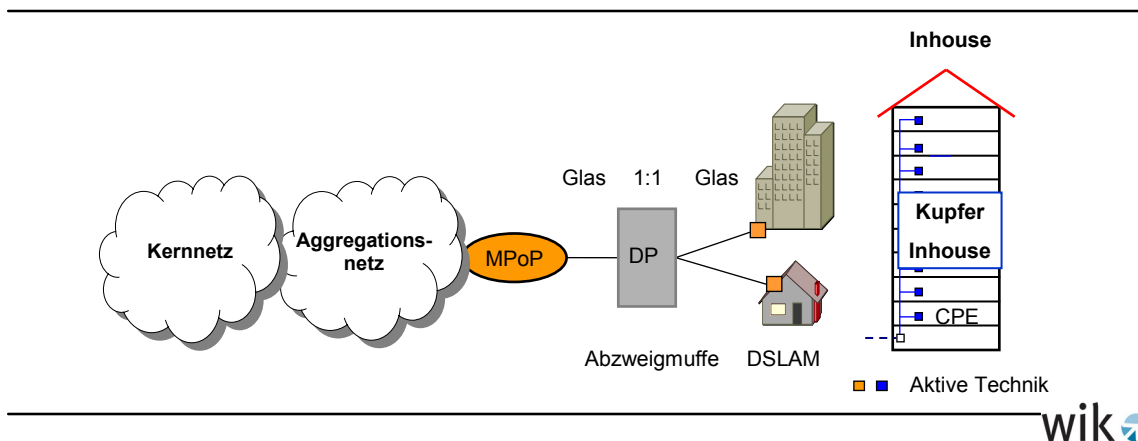 Inhouse
Glas 1:1 Glas
Kupfer
Inhouse
Kernnetz
Aggregations-
netz
MPoP
DP
CPE
Abzweigmuffe DSLAM
Aktive Technik
wik